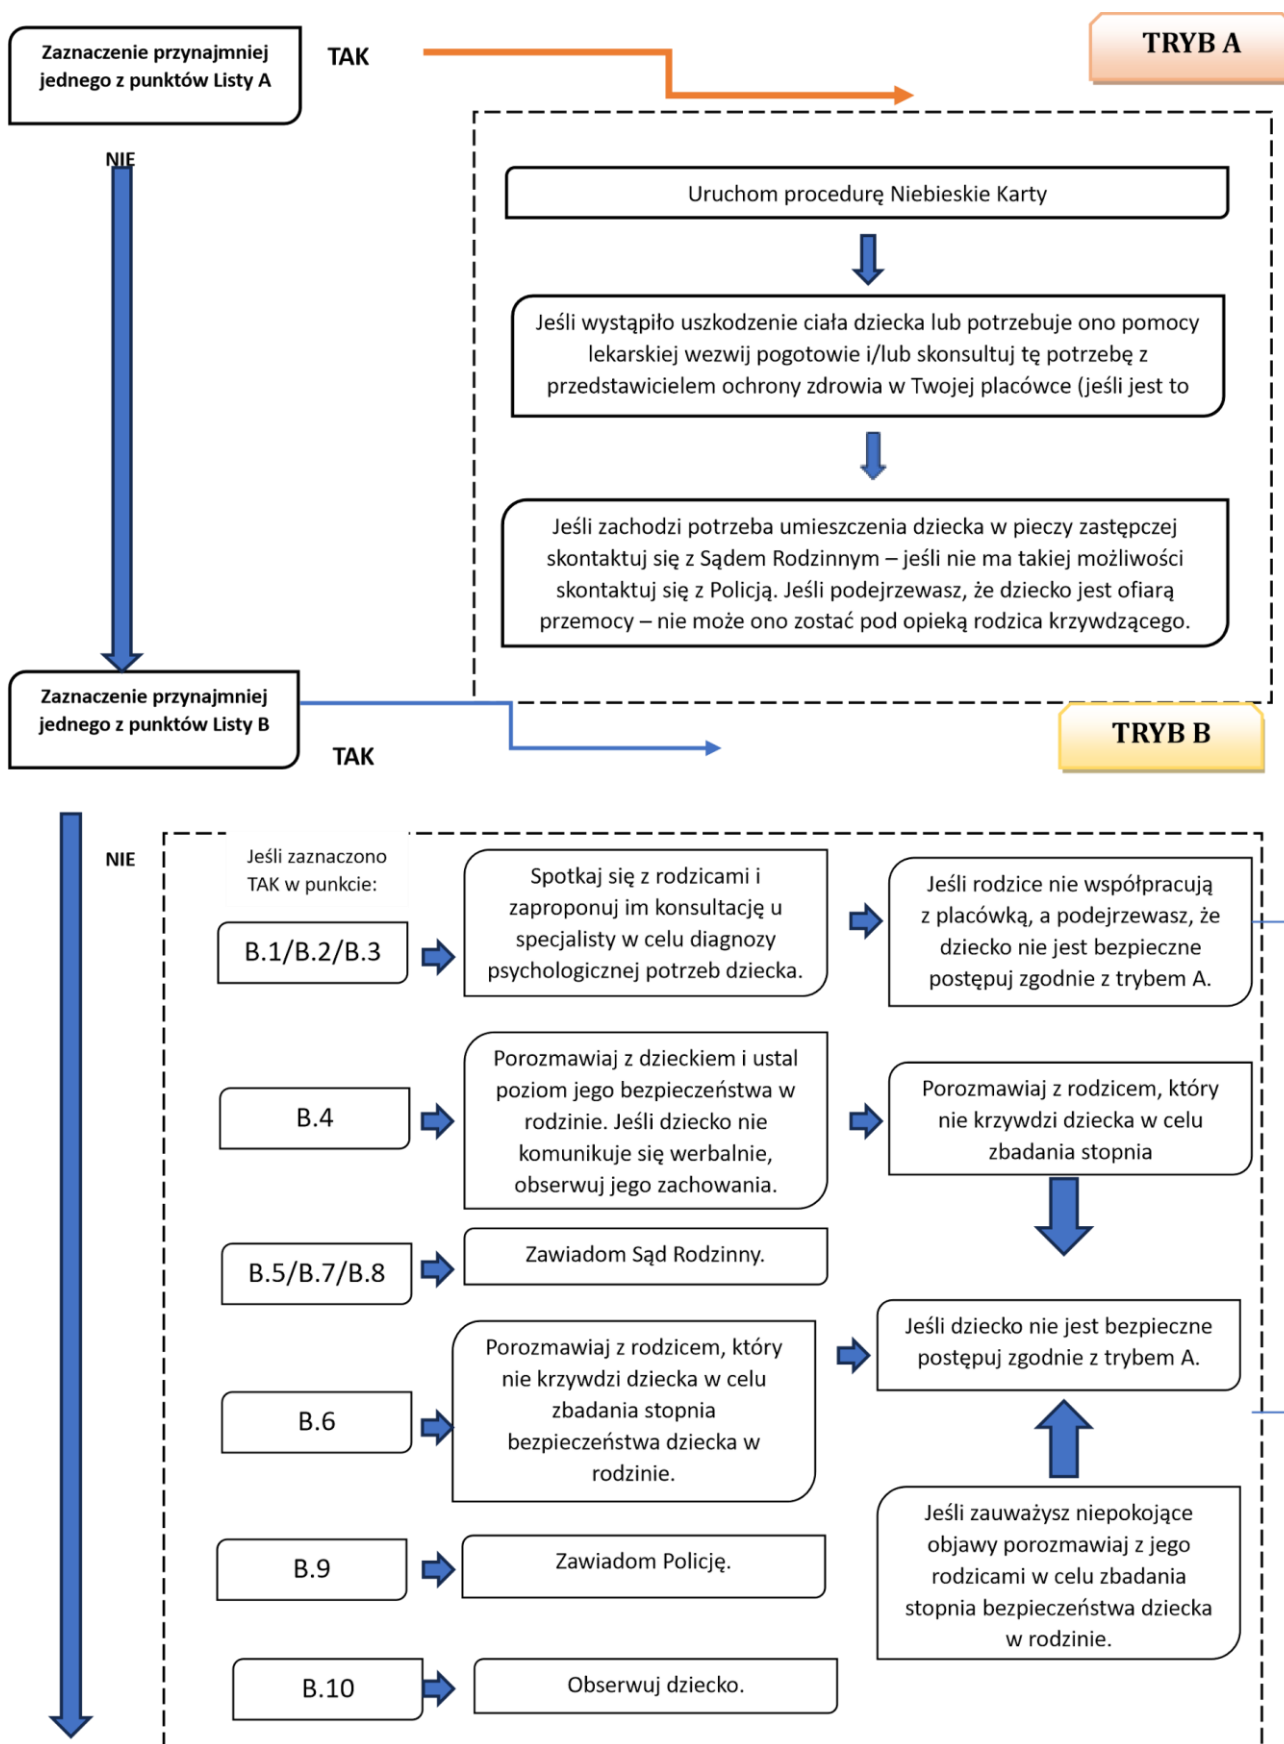 Zaznaczenie przynajmniej
jednego z punktów Listy A
TAK
TRYB A
NIE
Uruchom procedurę Niebieskie Karty
Jeśli wystąpiło uszkodzenie ciała dziecka lub potrzebuje ono pomocy
lekarskiej wezwij pogotowie i/lub skonsultuj tę potrzebę z
przedstawicielem ochrony zdrowia w Twojej placówce (jeśli jest to
Jeśli zachodzi potrzeba umieszczenia dziecka w pieczy zastępczej
skontaktuj się z Sądem Rodzinnym – jeśli nie ma takiej możliwości
skontaktuj się z Policją. Jeśli podejrzewasz, że dziecko jest ofiarą
przemocy – nie może ono zostać pod opieką rodzica krzywdzącego.
Zaznaczenie przynajmniej
jednego z punktów Listy B
TAK
TRYB B
NIE
Jeśli zaznaczono
TAK w punkcie:
B.1/B.2/B.3
Spotkaj się z rodzicami i
zaproponuj im konsultację u
specjalisty w celu diagnozy
psychologicznej potrzeb dziecka.
Jeśli rodzice nie współpracują
z placówką, a podejrzewasz, że
dziecko nie jest bezpieczne
postępuj zgodnie z trybem A.
B.4
Porozmawiaj z dzieckiem i ustal
poziom jego bezpieczeństwa w
rodzinie. Jeśli dziecko nie
komunikuje się werbalnie,
obserwuj jego zachowania.
Porozmawiaj z rodzicem, który
nie krzywdzi dziecka w celu
zbadania stopnia
B.5/B.7/B.8
Zawiadom Sąd Rodzinny.
B.6
Porozmawiaj z rodzicem, który
nie krzywdzi dziecka w celu
zbadania stopnia
bezpieczeństwa dziecka w
rodzinie.
Jeśli dziecko nie jest bezpieczne
postępuj zgodnie z trybem A.
B.9
Zawiadom Policję.
Jeśli zauważysz niepokojące
objawy porozmawiaj z jego
rodzicami w celu zbadania
stopnia bezpieczeństwa dziecka
w rodzinie.
B.10
Obserwuj dziecko.